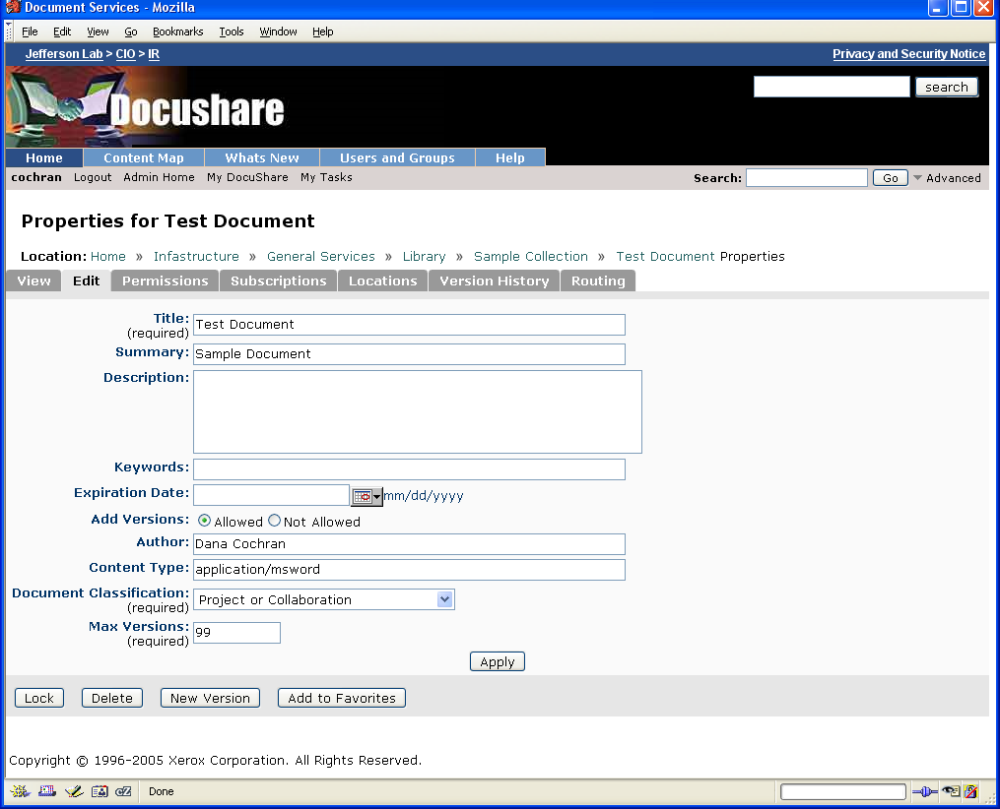 Document Services - Mozilla
File Edit View Go Bookmarks Tools Window Help
Jefferson Lab > CIO > IR Privacy and Security Notice
Docushare search
Home Content Map Whats New Users and Groups Help
cochran Logout Admin Home My DocuShare My Tasks Search: Go Advanced
Properties for Test Document
Location: Home » Infastructure » General Services » Library » Sample Collection » Test Document Properties
View Edit Permissions Subscriptions Locations Version History Routing
Title: Test Document
(required)
Summary: Sample Document
Description:
Keywords:
Expiration Date: mm/dd/yyyy
Add Versions: Allowed Not Allowed
Author: Dana Cochran
Content Type: application/msword
Document Classification: Project or Collaboration
(required)
Max Versions: 99
(required)
Apply
Lock Delete New Version Add to Favorites
Copyright © 1996-2005 Xerox Corporation. All Rights Reserved.
Done